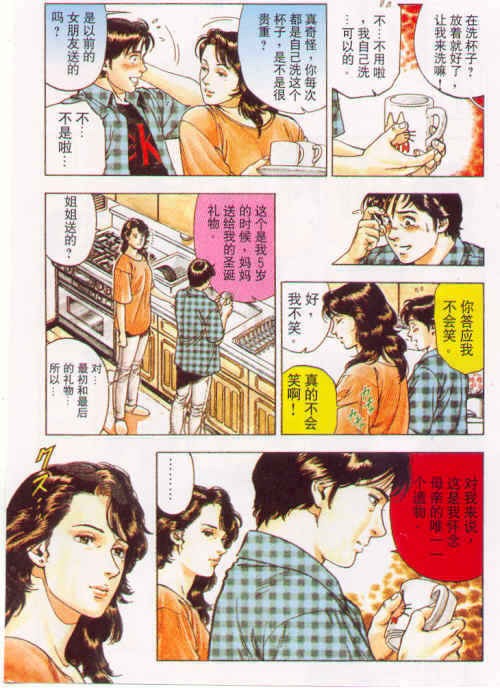 在洗杯子？
放着就好了，
让我来洗嘛！
不…不用啦
，我自己洗
…可以的。
真奇怪，你每次
都是自己洗这个
杯子，是不是很
贵重？
是以前的
女朋友送的
吗？
不…
不是啦…
你答应我
不会笑。
好，
我不笑。
真的不会
笑啊！
这个是我5岁
的时候，妈妈
送给我的圣诞
礼物。
姐姐送的？
对…
最初和最后
的礼物…
所以…
对我来说，
这是我怀念
母亲的唯一一
个遗物。
………